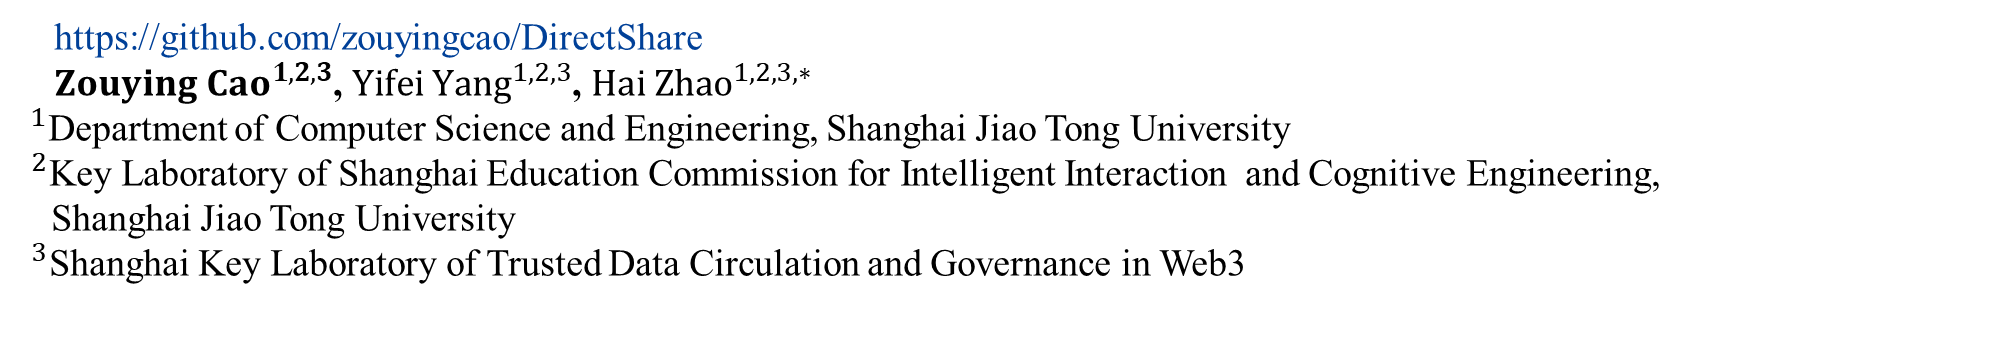 https://github.com/zouyingcao/DirectShare
Zouying Cao1,2,3, Yifei Yang1,2,3, Hai Zhao1,2,3,*
1Department of Computer Science and Engineering, Shanghai Jiao Tong University
2Key Laboratory of Shanghai Education Commission for Intelligent Interaction and Cognitive Engineering,
Shanghai Jiao Tong University
3Shanghai Key Laboratory of Trusted Data Circulation and Governance in Web3